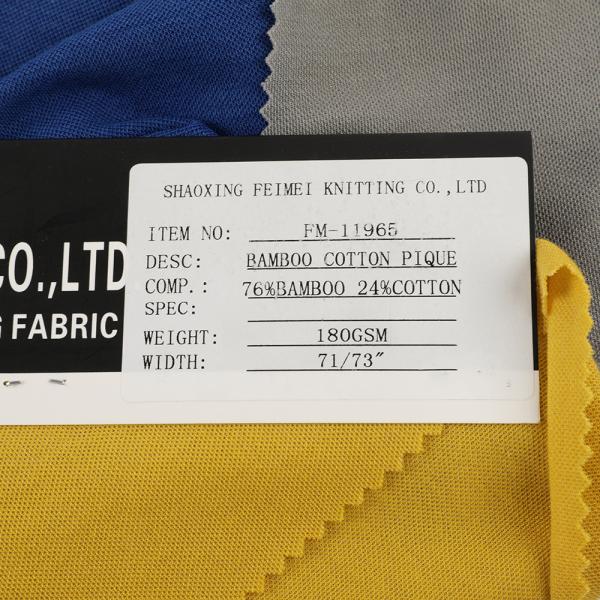 SHAOXING FEIMEI KNITTING CO.,LTD
ITEM NO: FM-11965
DESC: BAMBOO COTTON PIQUE
COMP.: 76%BAMBOO 24%COTTON
SPEC:
WEIGHT: 180GSM
WIDTH: 71/73"
CO.,LTD
G FABRIC